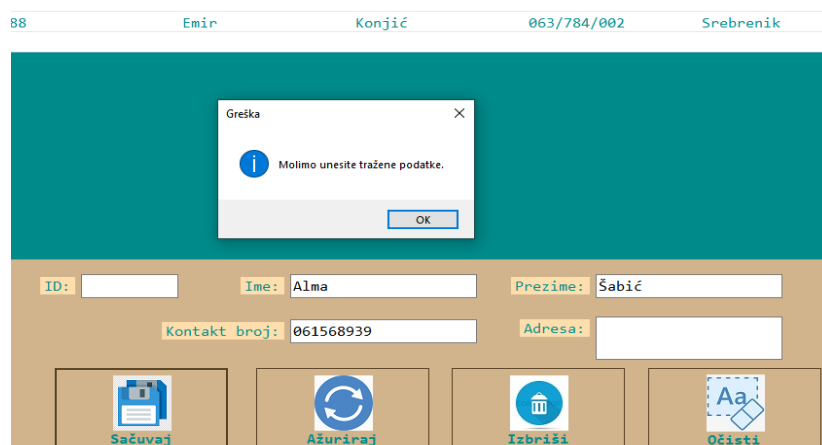 88 Emir Konjić 063/784/002 Srebrenik
Greška
Molimo unesite tražene podatke.
OK
ID: Ime: Alma Prezime: Šabić
Kontakt broj: 061568939 Adresa:
Aa
Sačuvaj Ažuriraj Izbriši Očisti